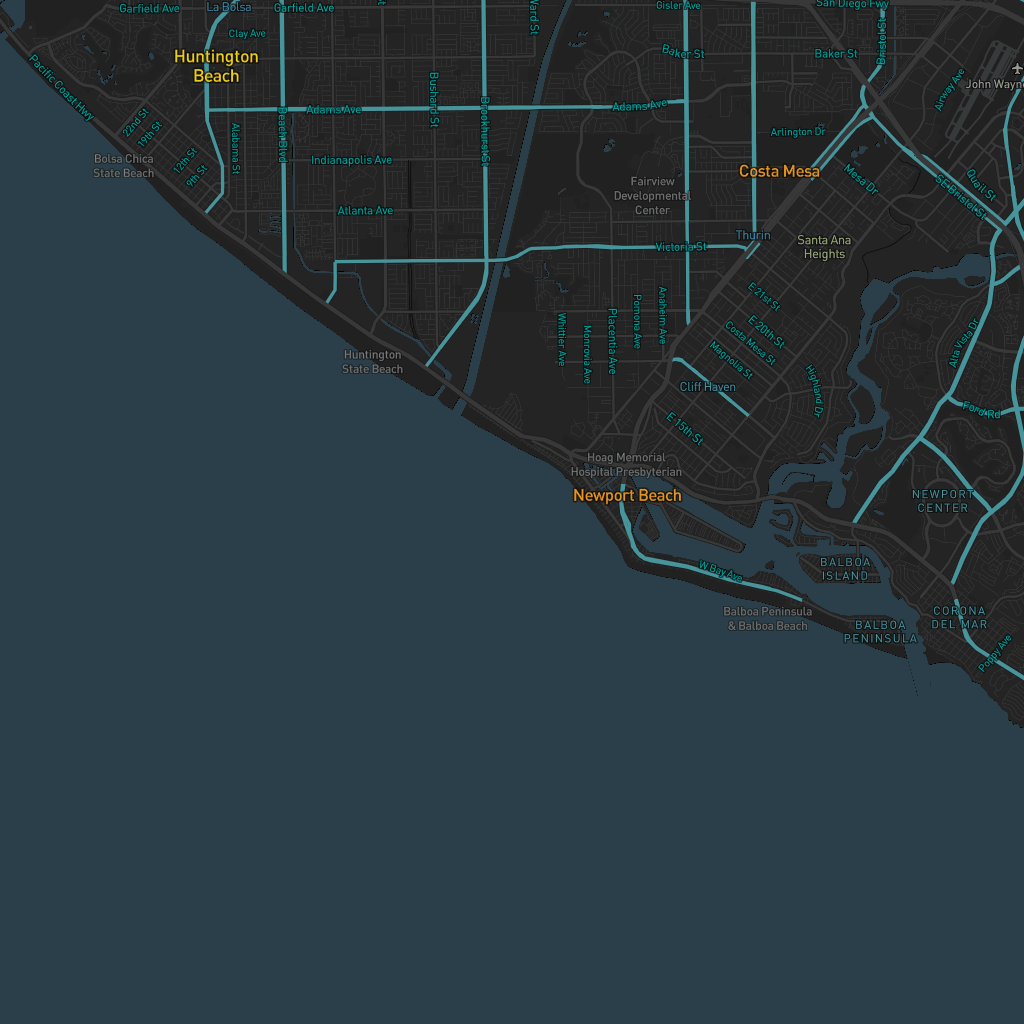 La Bolsa
Garfield Ave
Garfield Ave
Ward St
Gisler Ave
San Diego Fwy
Clay Ave
Bristol St
Huntington
Beach
Baker St
Baker St
Pacific Coast Hwy
Bushard St
Airway Ave
John Wayne
Adams Ave
Adams Ave
Brookhurst St
22nd St
19th St
Alabama St
Beach Blvd
Arlington Dr
Bolsa Chica
State Beach
12th St
9th St
Indianapolis Ave
Costa Mesa
Mesa Dr
Quail St
SE Bristol St
Fairview
Developmental
Center
Atlanta Ave
Thurin
Victoria St
Santa Ana
Heights
E 21st St
Anaheim Ave
Pomona Ave
Placentia Ave
Whittier Ave
Monrovia Ave
E 20th St
Costa Mesa St
Magnolia St
Alta Vista Dr
Huntington
State Beach
Cliff Haven
Highland Dr
Ford Rd
E 15th St
Hoag Memorial
Hospital Presbyterian
Newport Beach
NEWPORT
CENTER
W Bay Ave
BALBOA
ISLAND
Balboa Peninsula
& Balboa Beach
CORONA
DEL MAR
BALBOA
PENINSULA
Poppy Ave